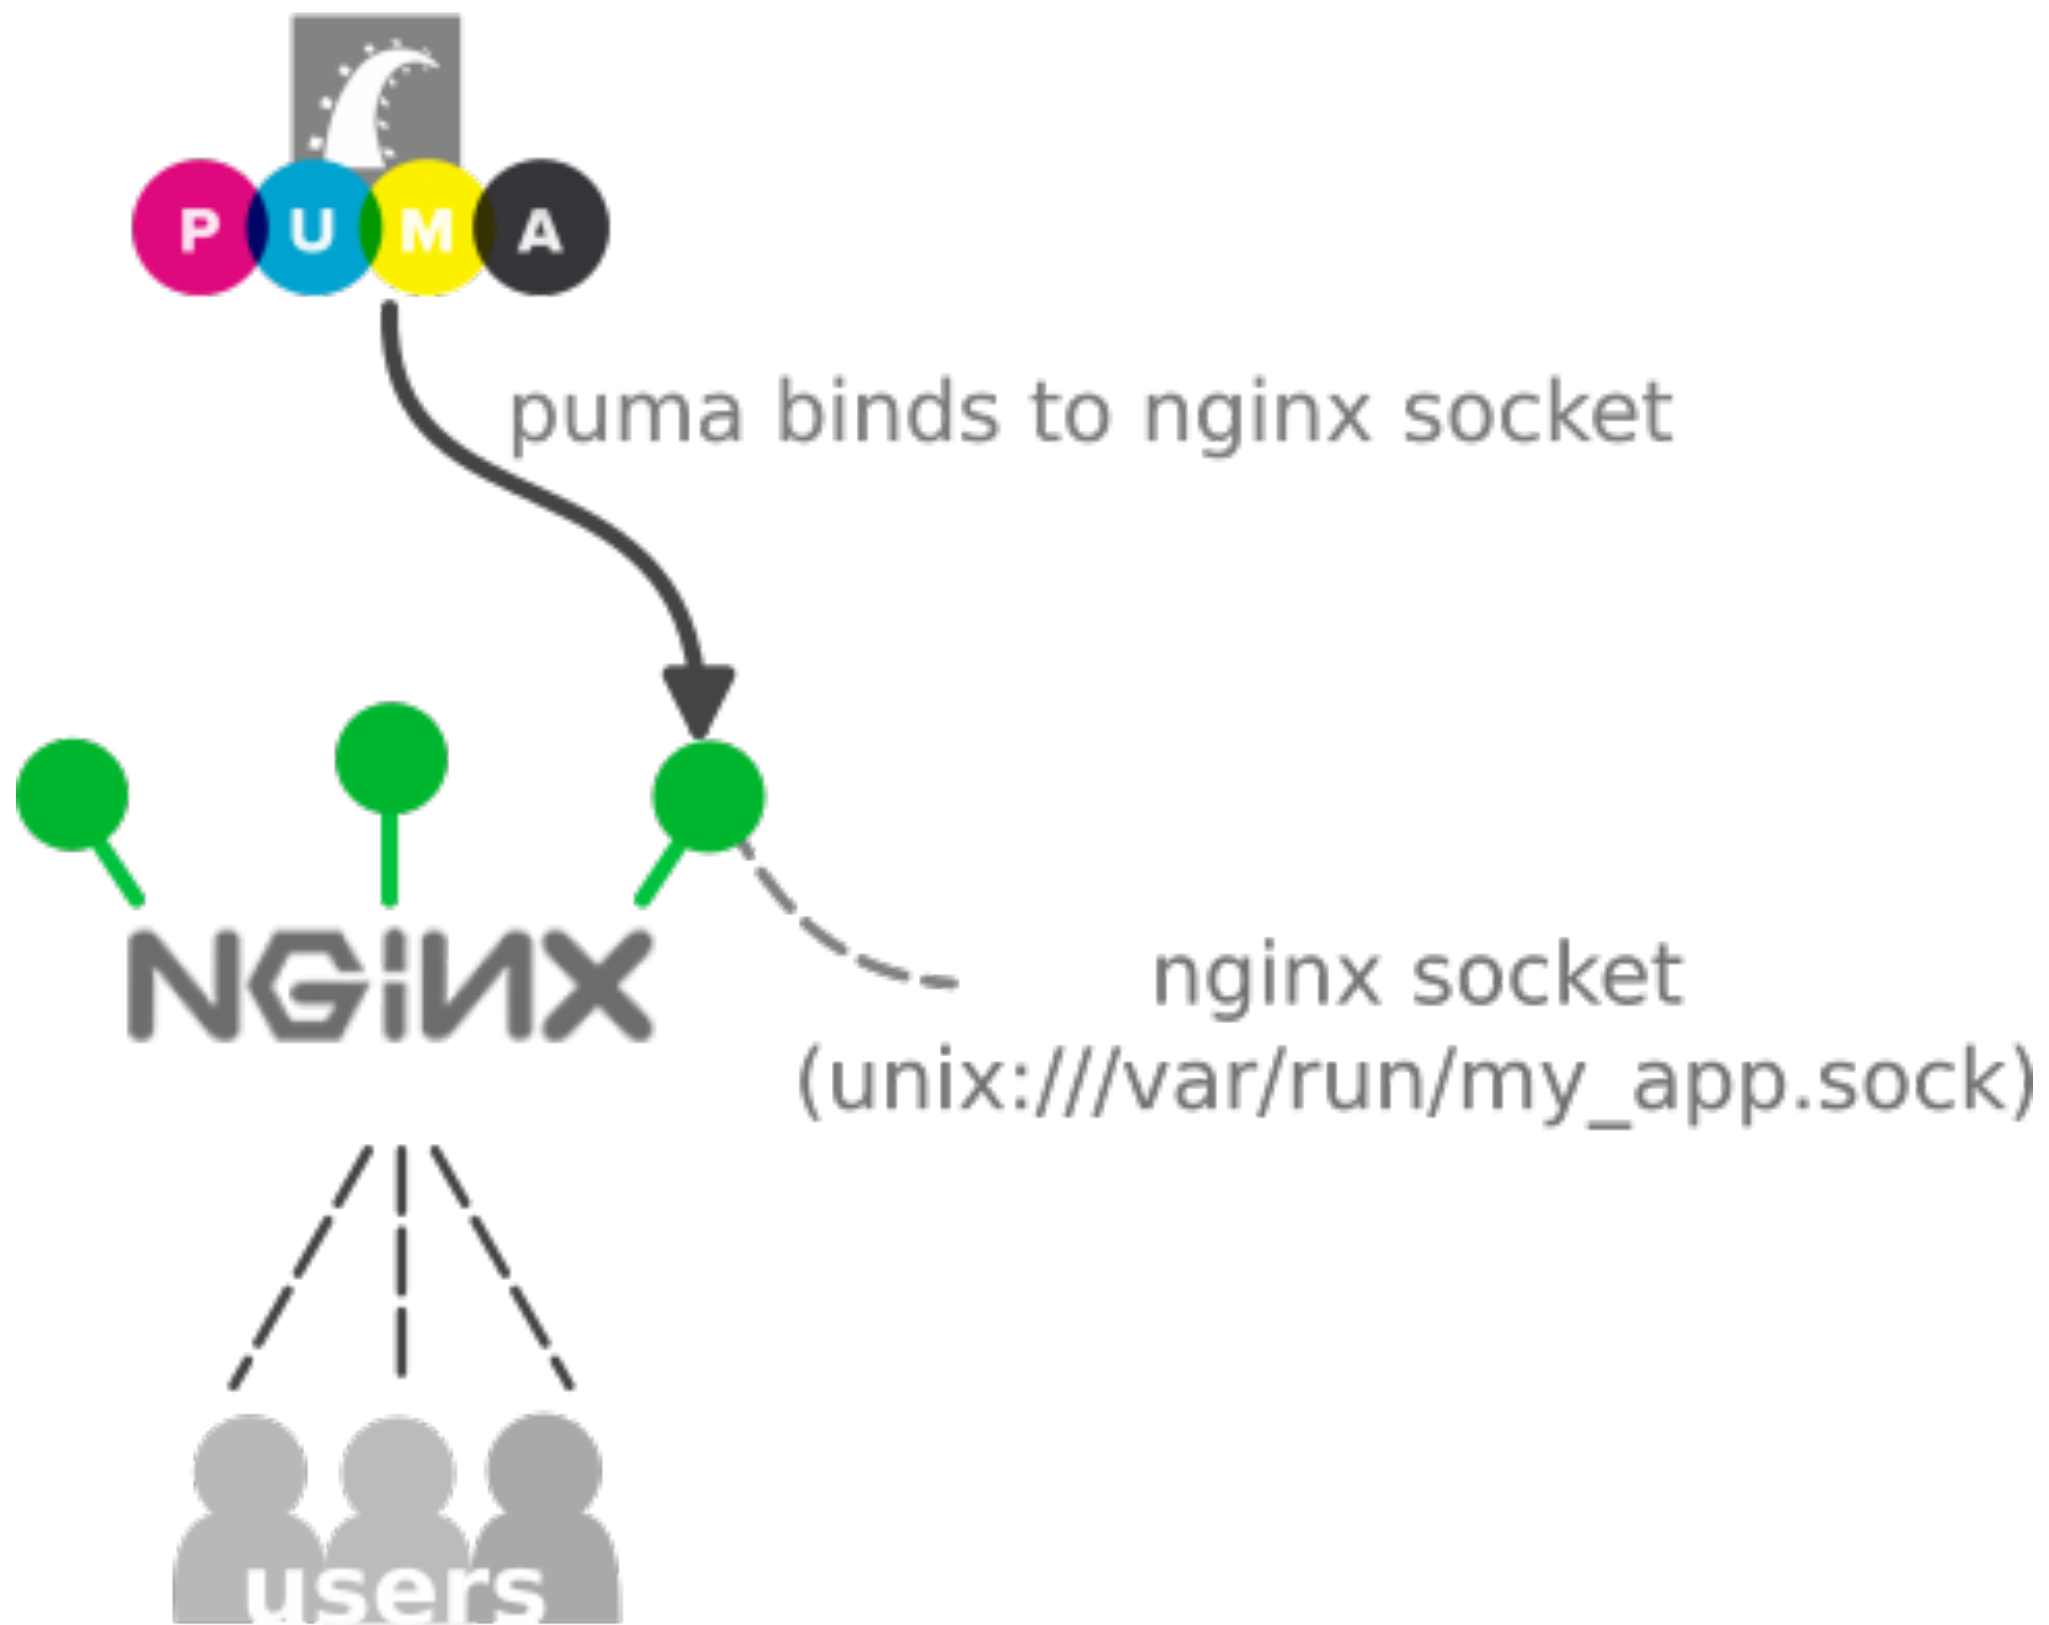 PUMA
puma binds to nginx socket
NGiNX
nginx socket
(unix:///var/run/my_app.sock)
users